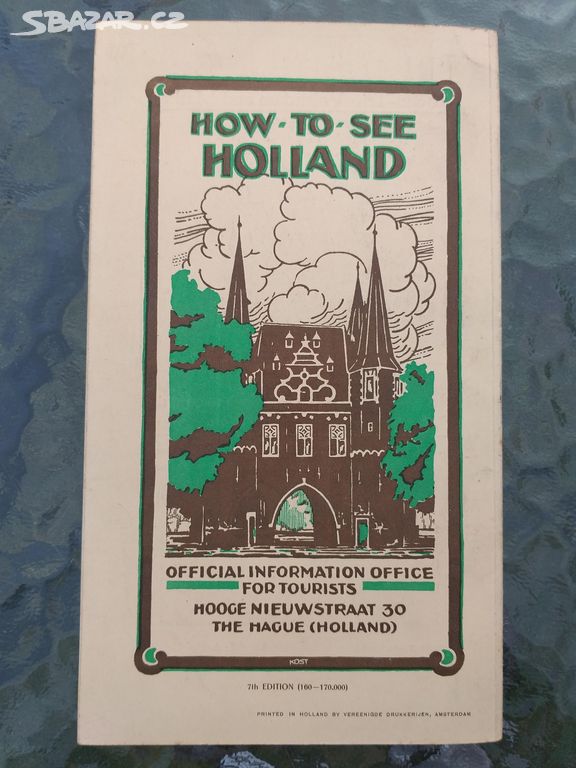 SBAZAR.CZ
HOW-TO-SEE
HOLLAND
OFFICIAL INFORMATION OFFICE
FOR TOURISTS
HOOGE NIEUWSTRAAT 30
THE HAGUE (HOLLAND)
KOST
7th EDITION (160—170.000)
PRINTED IN HOLLAND BY VEREENIGDE DRUKKERIJEN, AMSTERDAM